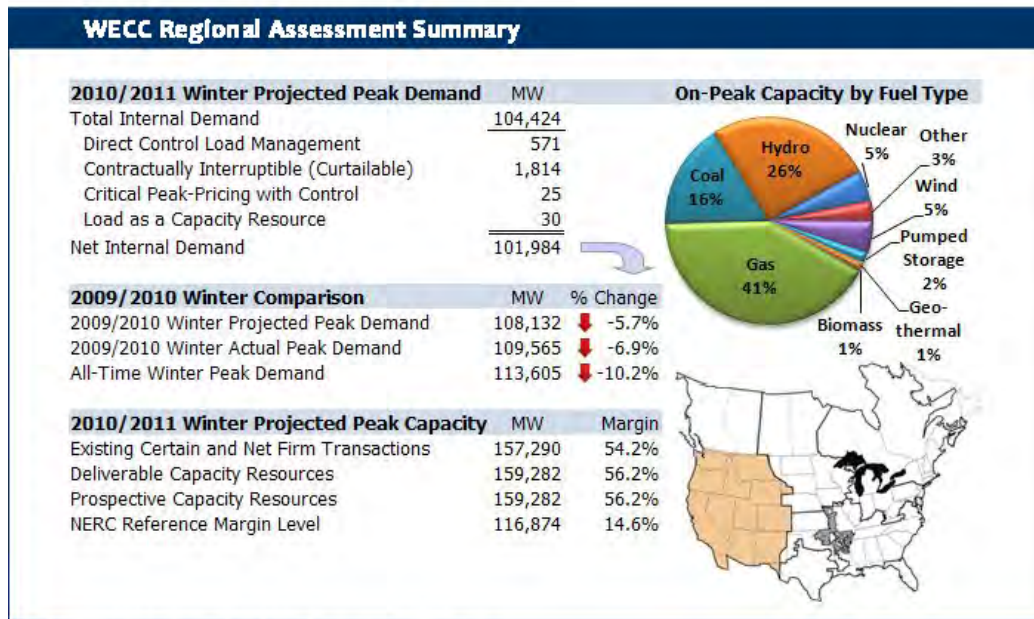 WECC Regional Assessment Summary
2010/2011 Winter Projected Peak Demand MW
Total Internal Demand 104,424
Direct Control Load Management 571
Contractually Interruptible (Curtailable) 1,814
Critical Peak-Pricing with Control 25
Load as a Capacity Resource 30
Net Internal Demand 101,984
2009/2010 Winter Comparison MW % Change
2009/2010 Winter Projected Peak Demand 108,132 -5.7%
2009/2010 Winter Actual Peak Demand 109,565 -6.9%
All-Time Winter Peak Demand 113,605 -10.2%
2010/2011 Winter Projected Peak Capacity MW Margin
Existing Certain and Net Firm Transactions 157,290 54.2%
Deliverable Capacity Resources 159,282 56.2%
Prospective Capacity Resources 159,282 56.2%
NERC Reference Margin Level 116,874 14.6%
On-Peak Capacity by Fuel Type
Coal
16%
Hydro
26%
Nuclear
5%
Other
3%
Wind
5%
Pumped
Storage
2%
Geo-
thermal
1%
Biomass
1%
Gas
41%